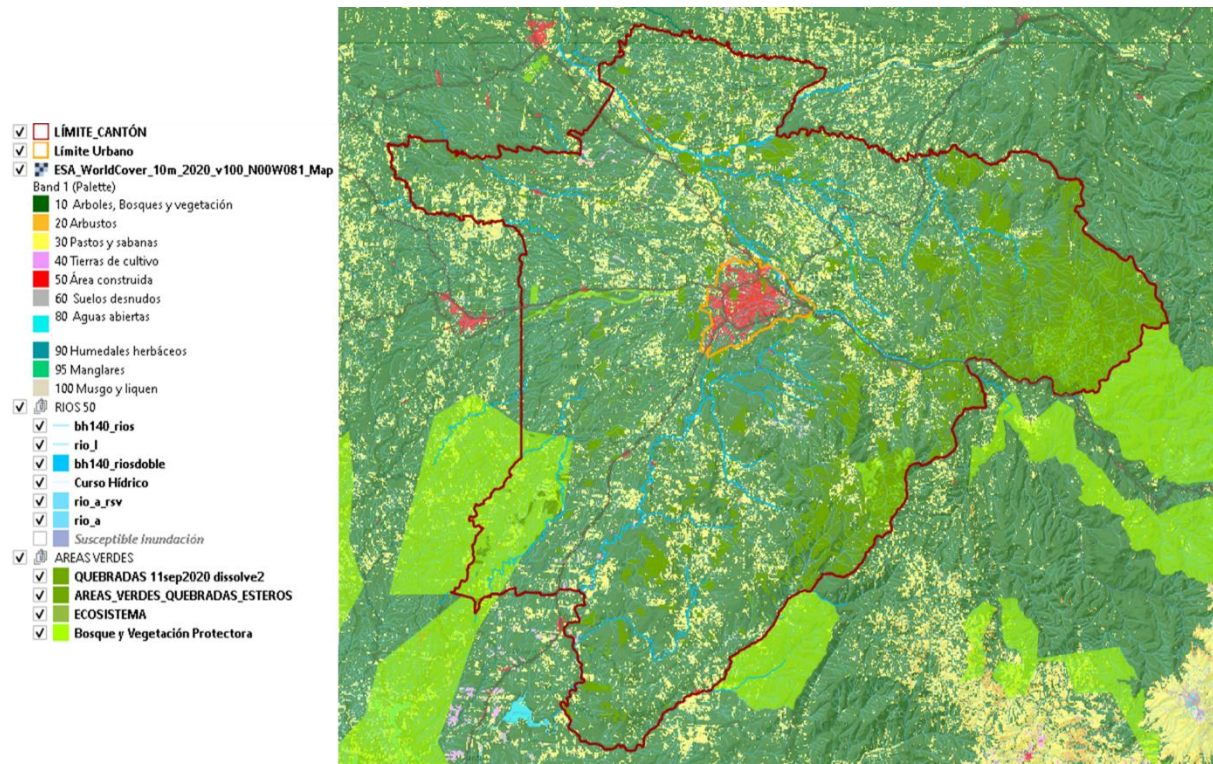 LÍMITE_CANTÓN
Límite Urbano
ESA_WorldCover_10m_2020_v100_N00W081_Map
Band 1 (Palette)
10 Arboles, Bosques y vegetación
20 Arbustos
30 Pastos y sabanas
40 Tierras de cultivo
50 Área construida
60 Suelos desnudos
80 Aguas abiertas
90 Humedales herbáceos
95 Manglares
100 Musgo y liquen
RIOS 50
bh140_rios
rio_l
bh140_riosdoble
Curso Hídrico
rio_a_rsv
rio_a
Susceptible Inundación
AREAS VERDES
QUEBRADAS 11sep2020 dissolve2
AREAS_VERDES_QUEBRADAS_ESTEROS
ECOSISTEMA
Bosque y Vegetación Protectora